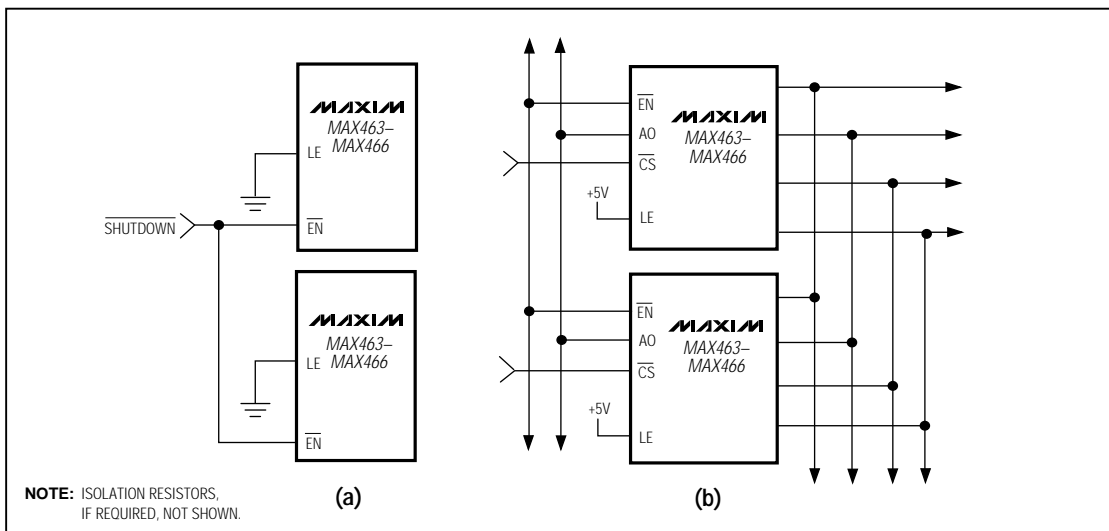 MAXIM
MAX463–
MAX466
LE
SHUTDOWN
EN
MAXIM
MAX463–
MAX466
LE
EN
NOTE: ISOLATION RESISTORS,
IF REQUIRED, NOT SHOWN.
(a)
EN
MAXIM
AO
MAX463–
MAX466
CS
+5V
LE
EN
MAXIM
AO
MAX463–
MAX466
CS
+5V
LE
(b)